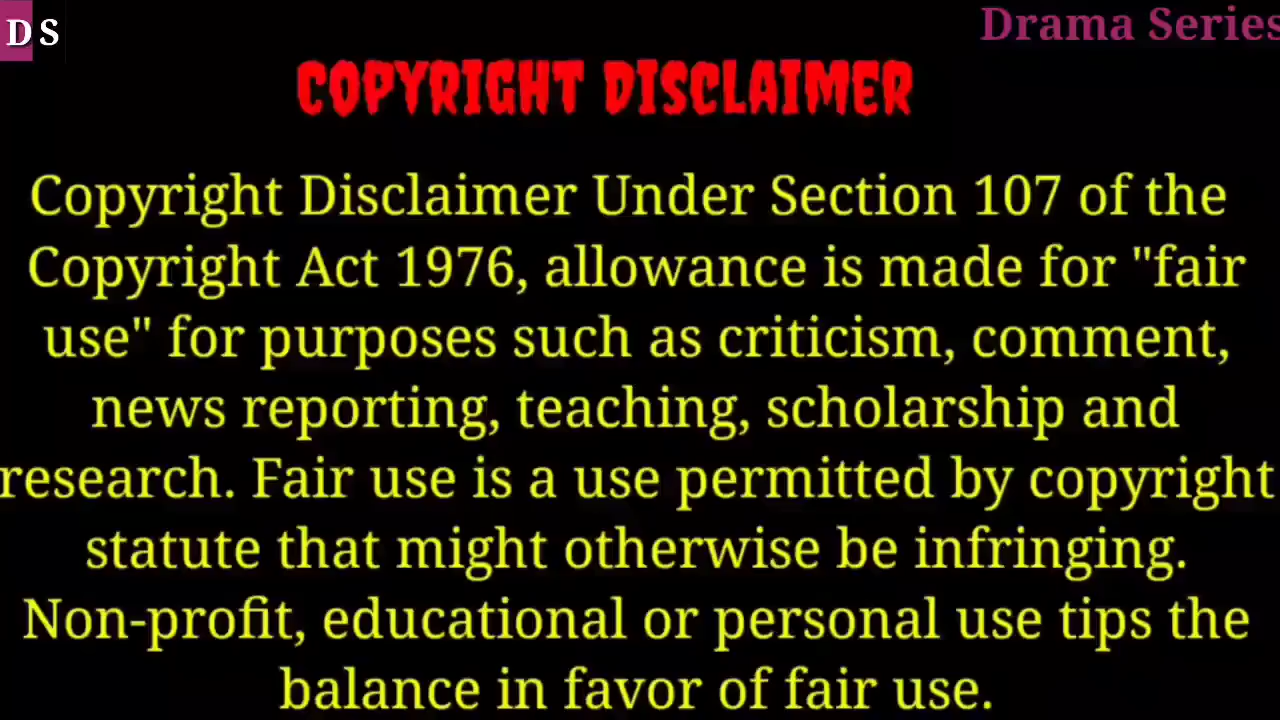 DS
Drama Series
COPYRIGHT DISCLAIMER
Copyright Disclaimer Under Section 107 of the
Copyright Act 1976, allowance is made for "fair
use" for purposes such as criticism, comment,
news reporting, teaching, scholarship and
research. Fair use is a use permitted by copyright
statute that might otherwise be infringing.
Non-profit, educational or personal use tips the
balance in favor of fair use.